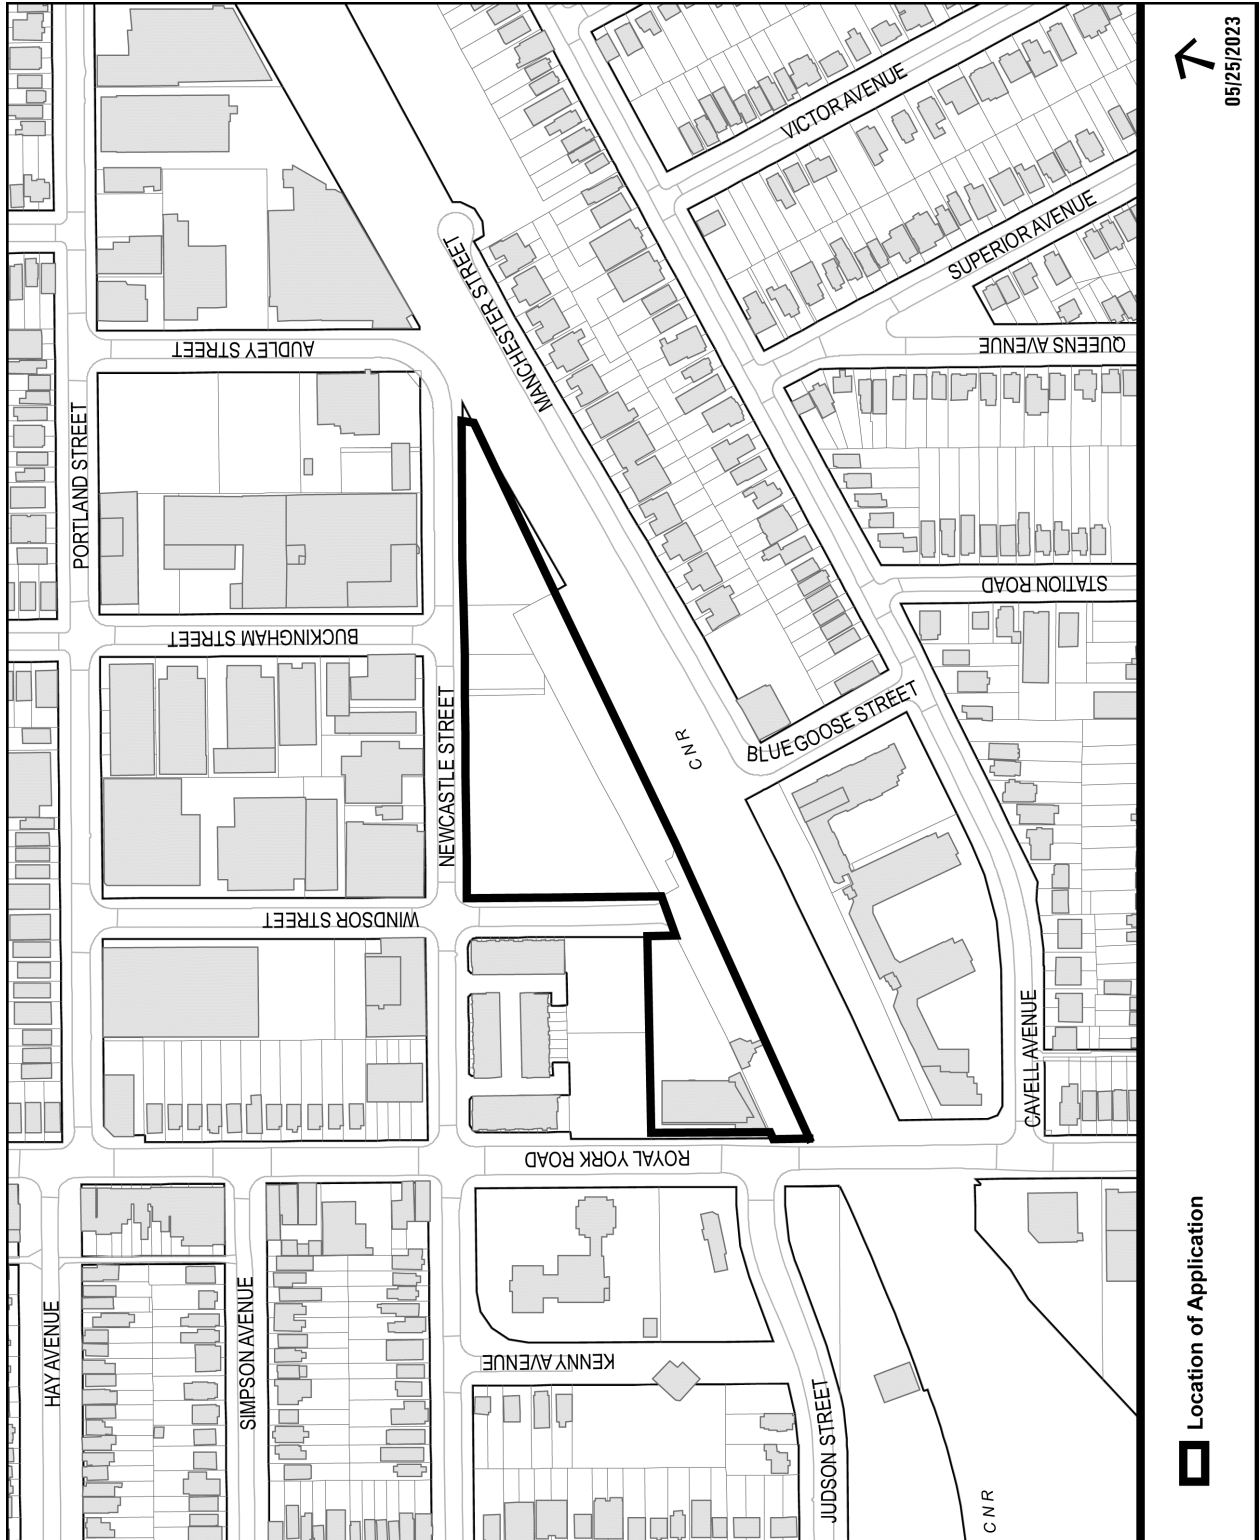 VICTOR AVENUE
SUPERIOR AVENUE
QUEENS AVENUE
MANCHESTER STREET
AUDLEY STREET
PORTLAND STREET
BUCKINGHAM STREET
STATION ROAD
NEWCASTLE STREET
CNR
BLUE GOOSE STREET
WINDSOR STREET
CAVELL AVENUE
ROYAL YORK ROAD
HAY AVENUE
SIMPSON AVENUE
KENNY AVENUE
JUDSON STREET
CNR
Location of Application
05/25/2023